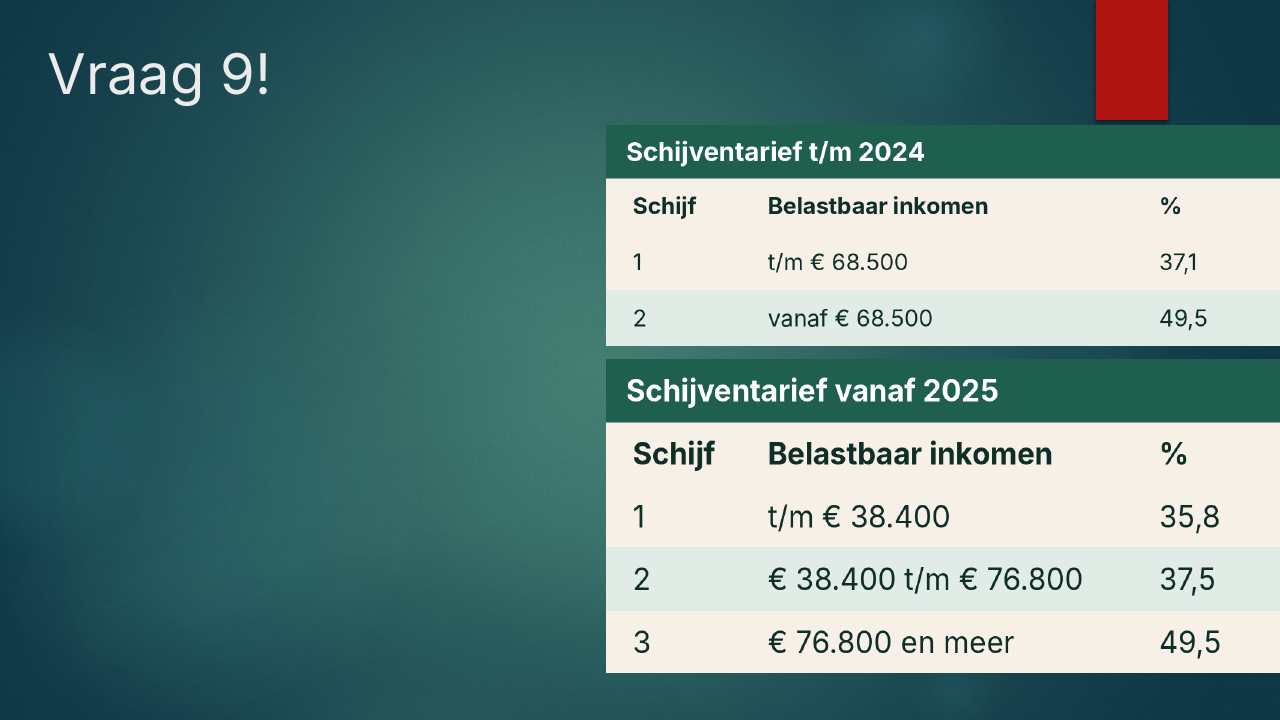 Vraag 9!
Schijventarief t/m 2024
Schijf Belastbaar inkomen %
1 t/m € 68.500 37,1
2 vanaf € 68.500 49,5
Schijventarief vanaf 2025
Schijf Belastbaar inkomen %
1 t/m € 38.400 35,8
2 € 38.400 t/m € 76.800 37,5
3 € 76.800 en meer 49,5